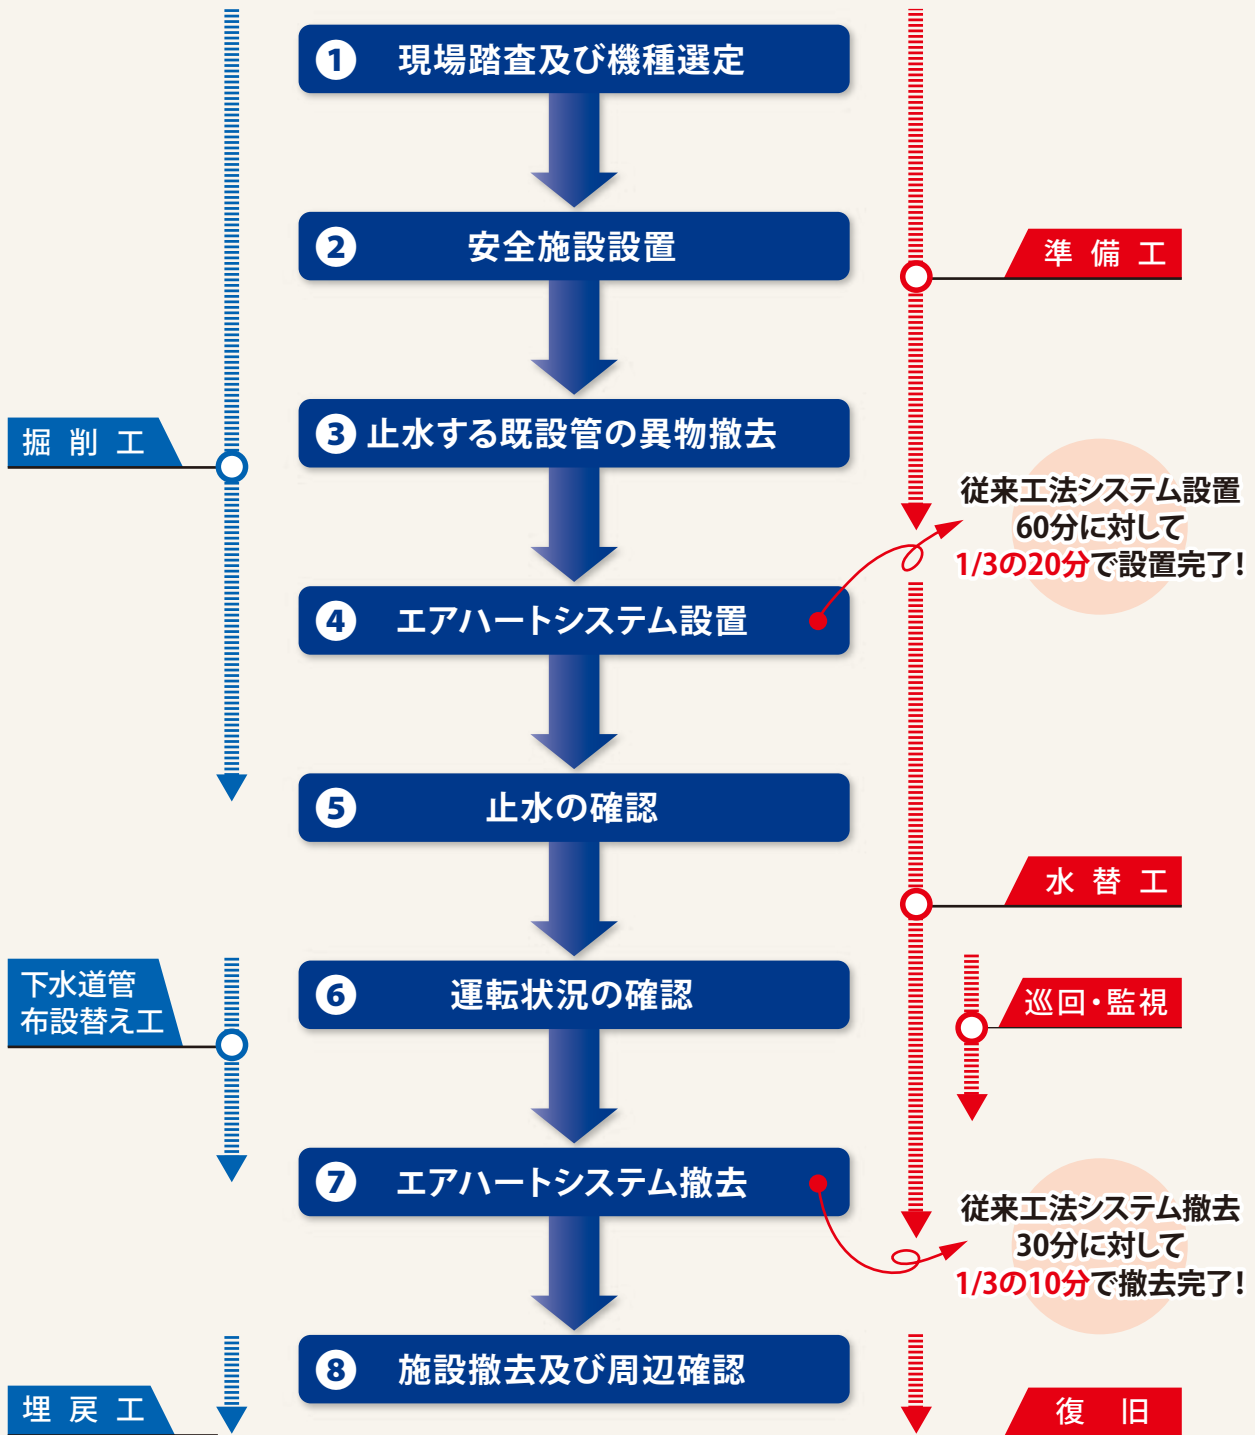 ❶ 現場踏査及び機種選定
❷ 安全施設設置
準備工
❸ 止水する既設管の異物撤去
掘削工
従来工法システム設置
60分に対して
1/3の20分で設置完了!
❹ エアハートシステム設置
❺ 止水の確認
水替工
❻ 運転状況の確認
下水道管
布設替え工
巡回・監視
❼ エアハートシステム撤去
従来工法システム撤去
30分に対して
1/3の10分で撤去完了!
❽ 施設撤去及び周辺確認
埋戻工
復旧